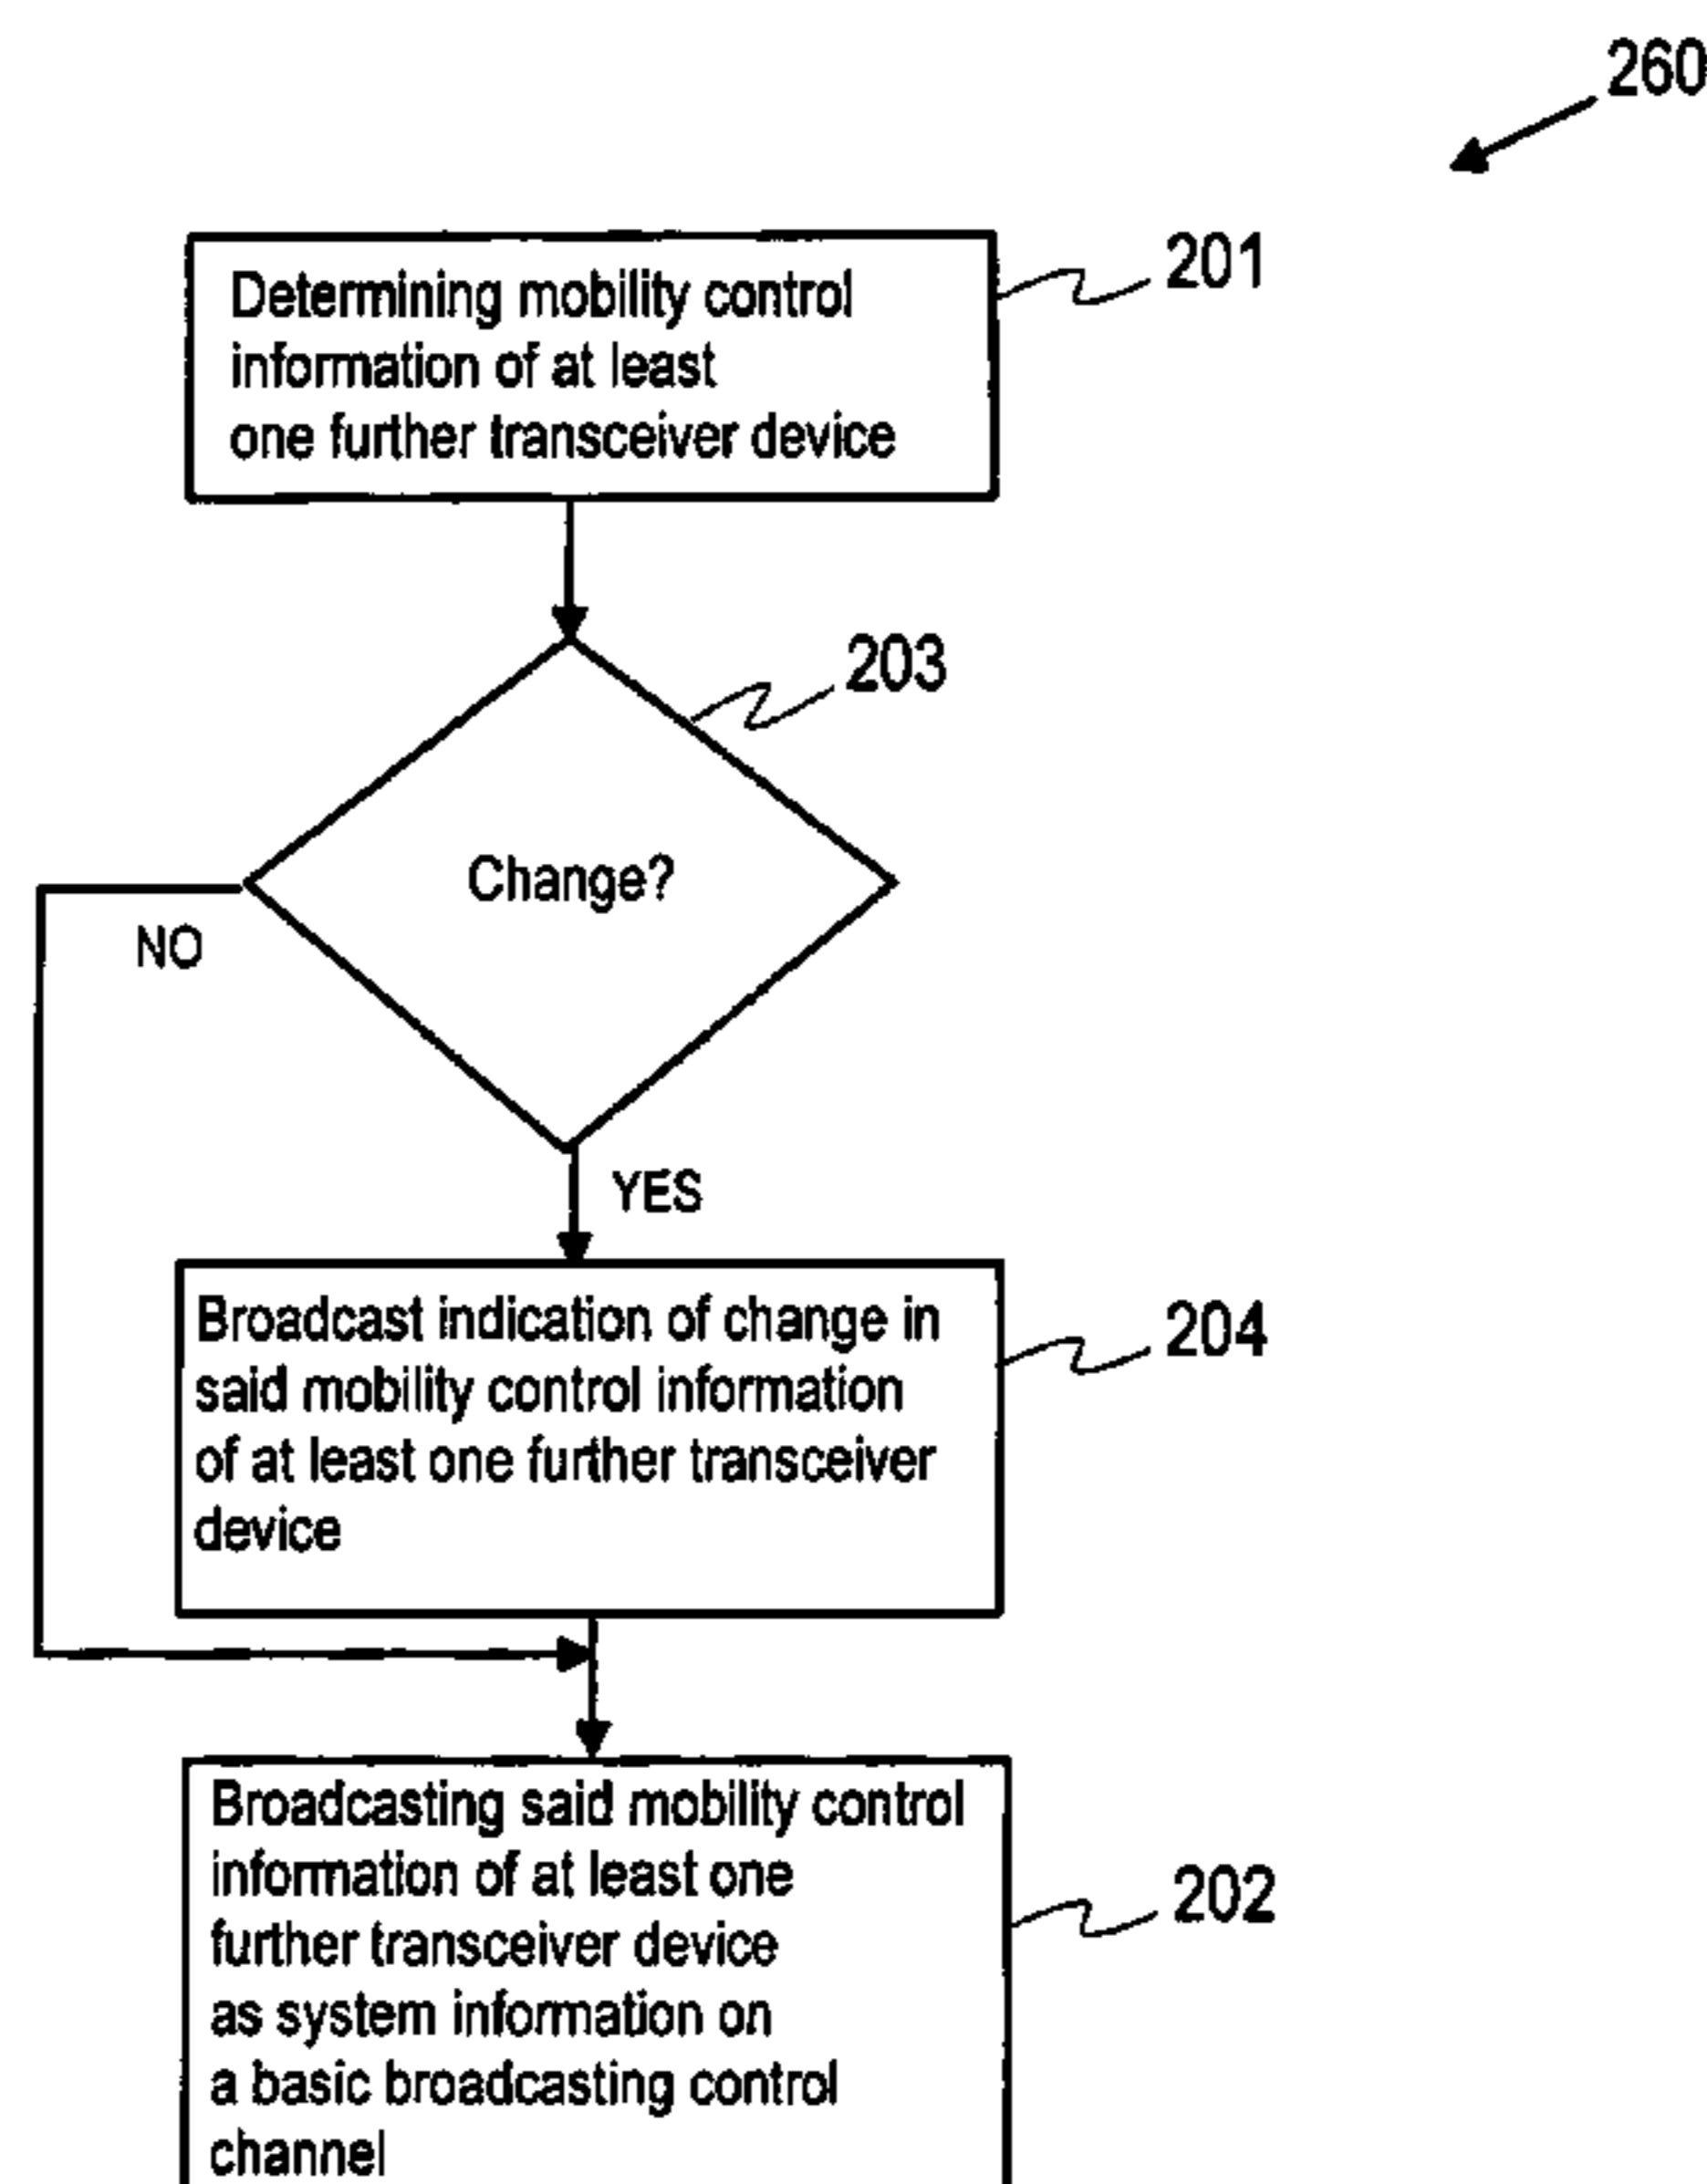 260
201
Determining mobility control
information of at least
one further transceiver device
203
Change?
NO
YES
204
Broadcast indication of change in
said mobility control information
of at least one further transceiver
device
202
Broadcasting said mobility control
information of at least one
further transceiver device
as system information on
a basic broadcasting control
channel